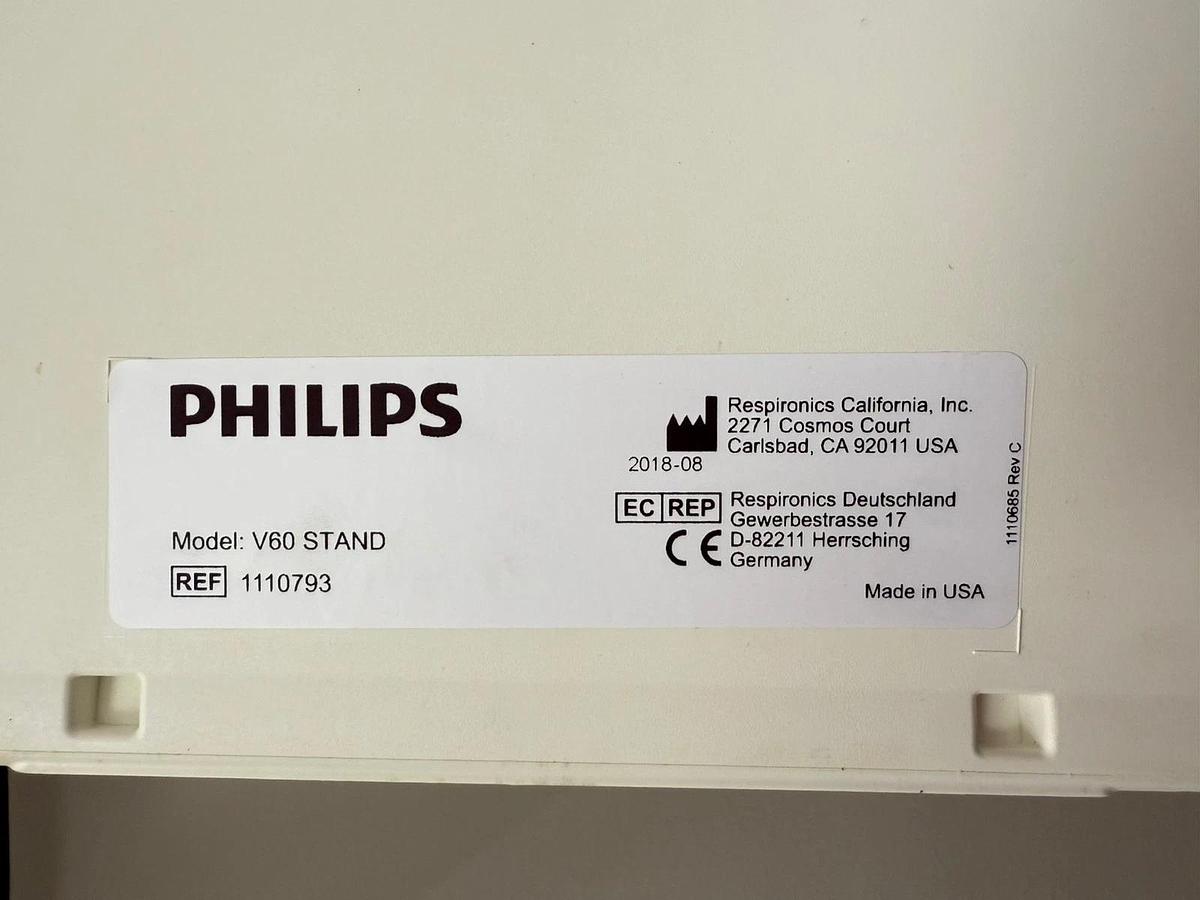 PHILIPS
Model: V60 STAND
REF 1110793
2018-08
Respironics California, Inc.
2271 Cosmos Court
Carlsbad, CA 92011 USA
EC REP
Respironics Deutschland
Gewerbestrasse 17
D-82211 Herrsching
Germany
CE
Made in USA
1110685 Rev C